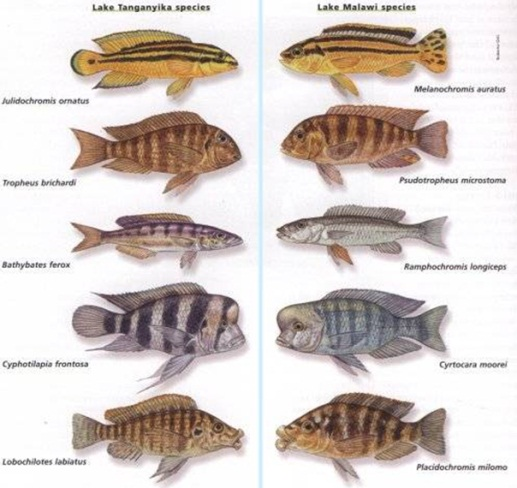 Lake Tanganyika species
Lake Malawi species
Julidochromis ornatus
Melanochromis auratus
Tropheus brichardi
Psudotropheus microstoma
Bathybates ferox
Ramphochromis longiceps
Cyphotilapia frontosa
Cyrtocara moorei
Lobochilotes labiatus
Placidochromis milomo